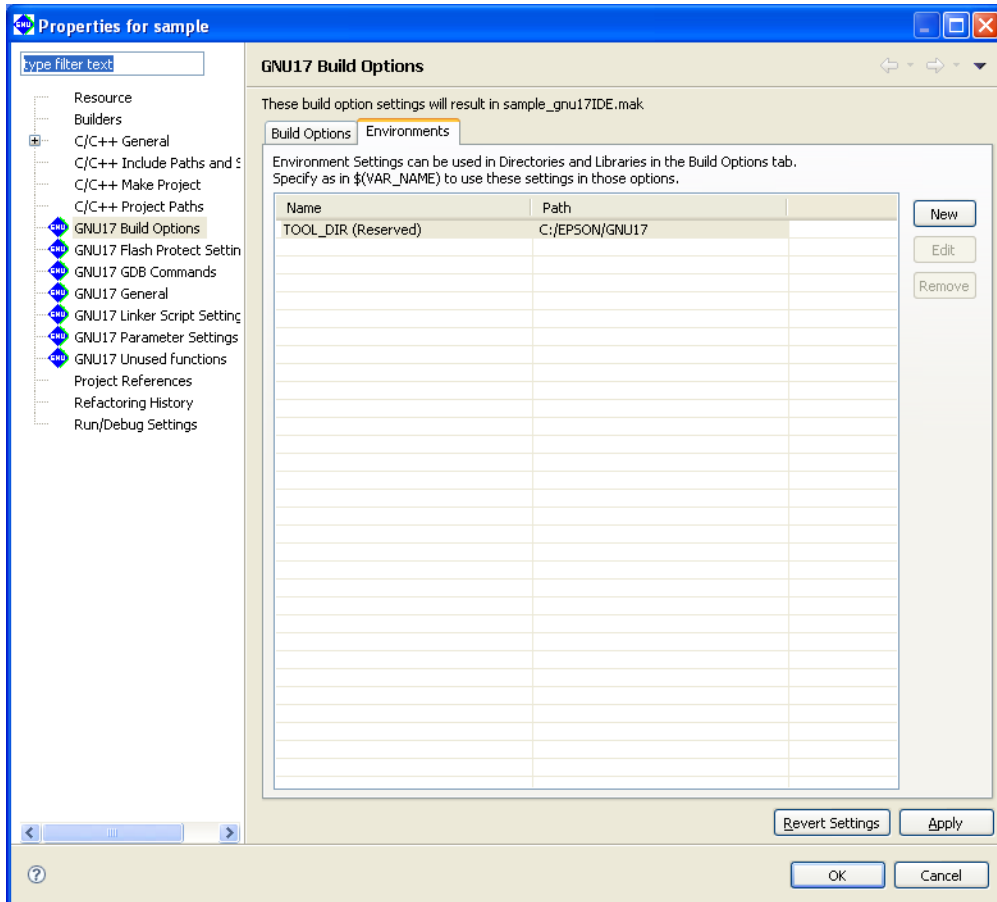 Properties for sample
type filter text
Resource
Builders
C/C++ General
C/C++ Include Paths and S
C/C++ Make Project
C/C++ Project Paths
GNU17 Build Options
GNU17 Flash Protect Settin
GNU17 GDB Commands
GNU17 General
GNU17 Linker Script Setting
GNU17 Parameter Settings
GNU17 Unused functions
Project References
Refactoring History
Run/Debug Settings
GNU17 Build Options
These build option settings will result in sample_gnu17IDE.mak
Build Options Environments
Environment Settings can be used in Directories and Libraries in the Build Options tab.
Specify as in $(VAR_NAME) to use these settings in those options.
Name Path
TOOL_DIR (Reserved) C:/EPSON/GNU17
New
Edit
Remove
Revert Settings Apply
OK Cancel